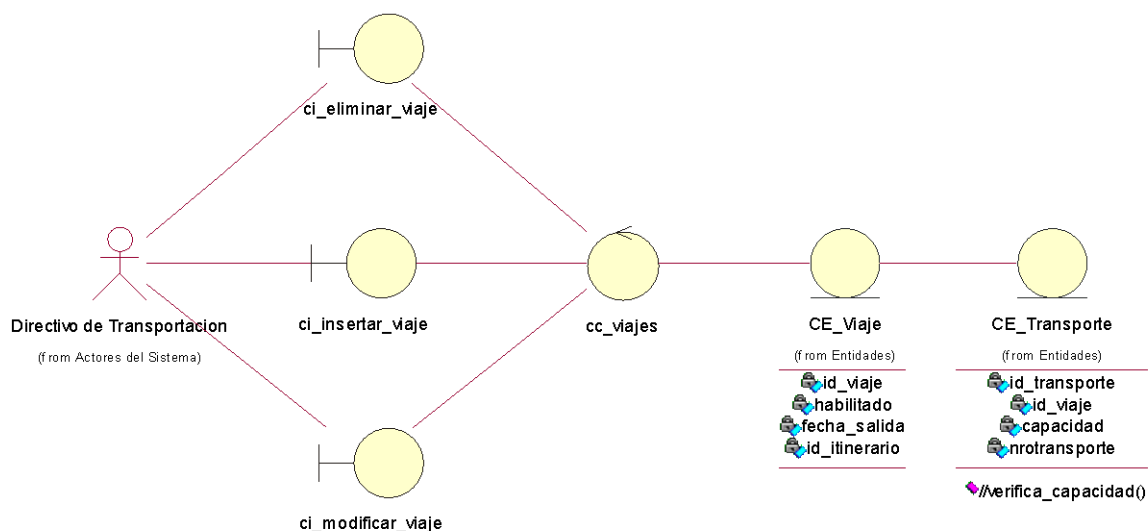 ci_eliminar_viaje
Directivo de Transportacion
(from Actores del Sistema)
ci_insertar_viaje
cc_viajes
CE_Viaje
(from Entidades)
id_viaje
habilitado
fecha_salida
id_itinerario
CE_Transporte
(from Entidades)
id_transporte
id_viaje
capacidad
nrotransporte
//verifica_capacidad()
ci_modificar_viaje